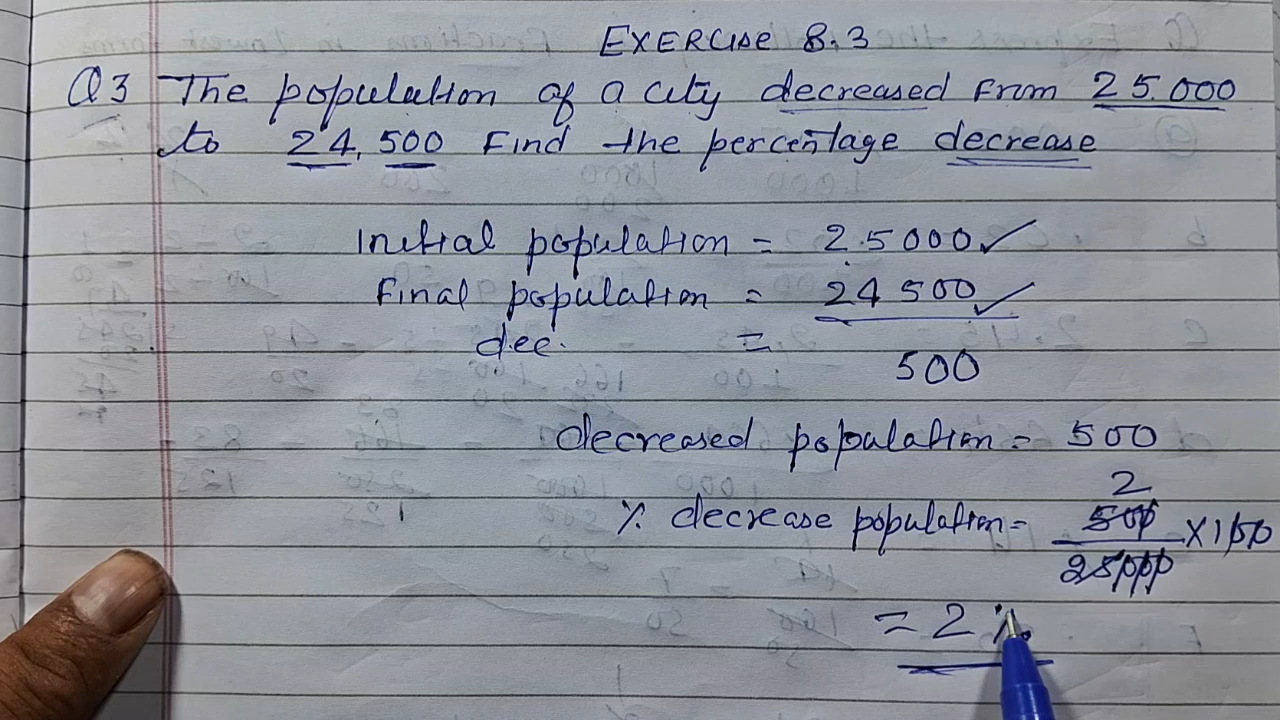 EXERCISE 8.3
Q3 The population of a city decreased from 25.000
to 24,500 Find the percentage decrease
Initial population = 25000 ✓
Final population = 24500 ✓
dec. = 500
decreased population = 500
2
% decrease population = 500/25000 × 100
= 2%